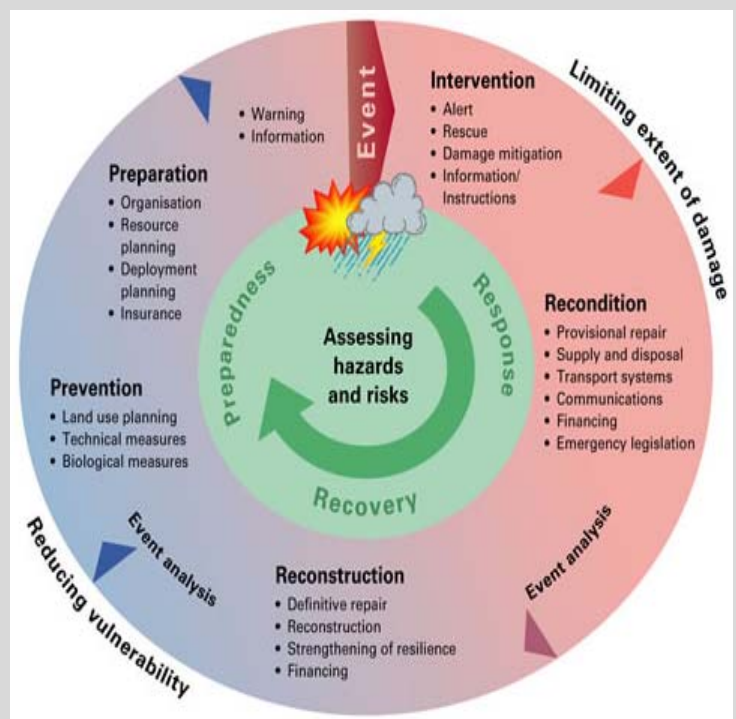 Event
Intervention
• Alert
• Rescue
• Damage mitigation
• Information/
Instructions
Limiting extent of damage
Recondition
• Provisional repair
• Supply and disposal
• Transport systems
• Communications
• Financing
• Emergency legislation
Event analysis
Reconstruction
• Definitive repair
• Reconstruction
• Strengthening of resilience
• Financing
Event analysis
Reducing vulnerability
Prevention
• Land use planning
• Technical measures
• Biological measures
Preparation
• Organisation
• Resource
planning
• Deployment
planning
• Insurance
• Warning
• Information
Preparedness
Response
Recovery
Assessing
hazards
and risks